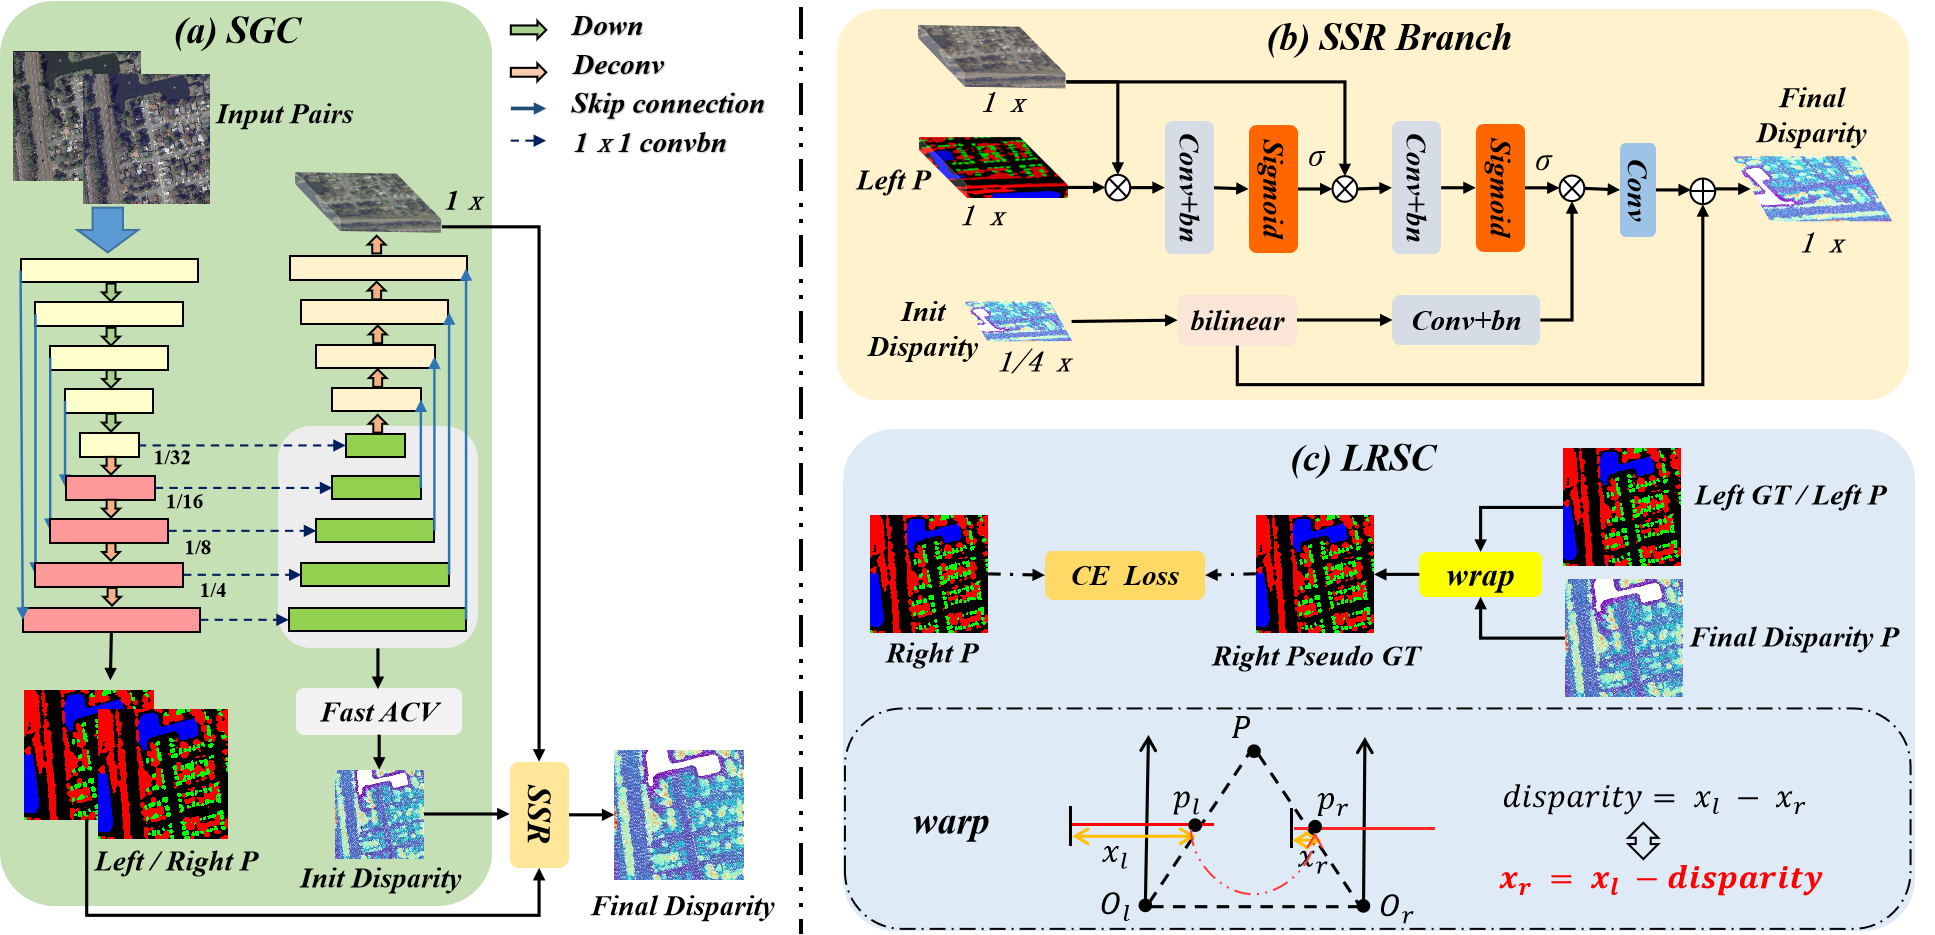 (a) SGC
Input Pairs
Down
Deconv
Skip connection
1 x 1 convbn
1 x
1/32
1/16
1/8
1/4
Fast ACV
Left / Right P
Init Disparity
SSR
Final Disparity
(b) SSR Branch
1 x
Left P
1 x
Conv+bn
Sigmoid
σ
Conv+bn
Sigmoid
σ
Conv
Final
Disparity
1 x
Init
Disparity
1/4 x
bilinear
Conv+bn
(c) LRSC
Left GT / Left P
Right P
CE Loss
Right Pseudo GT
wrap
Final Disparity P
warp
P
p_l
p_r
x_l
x_r
O_l
O_r
disparity = x_l − x_r
x_r = x_l − disparity